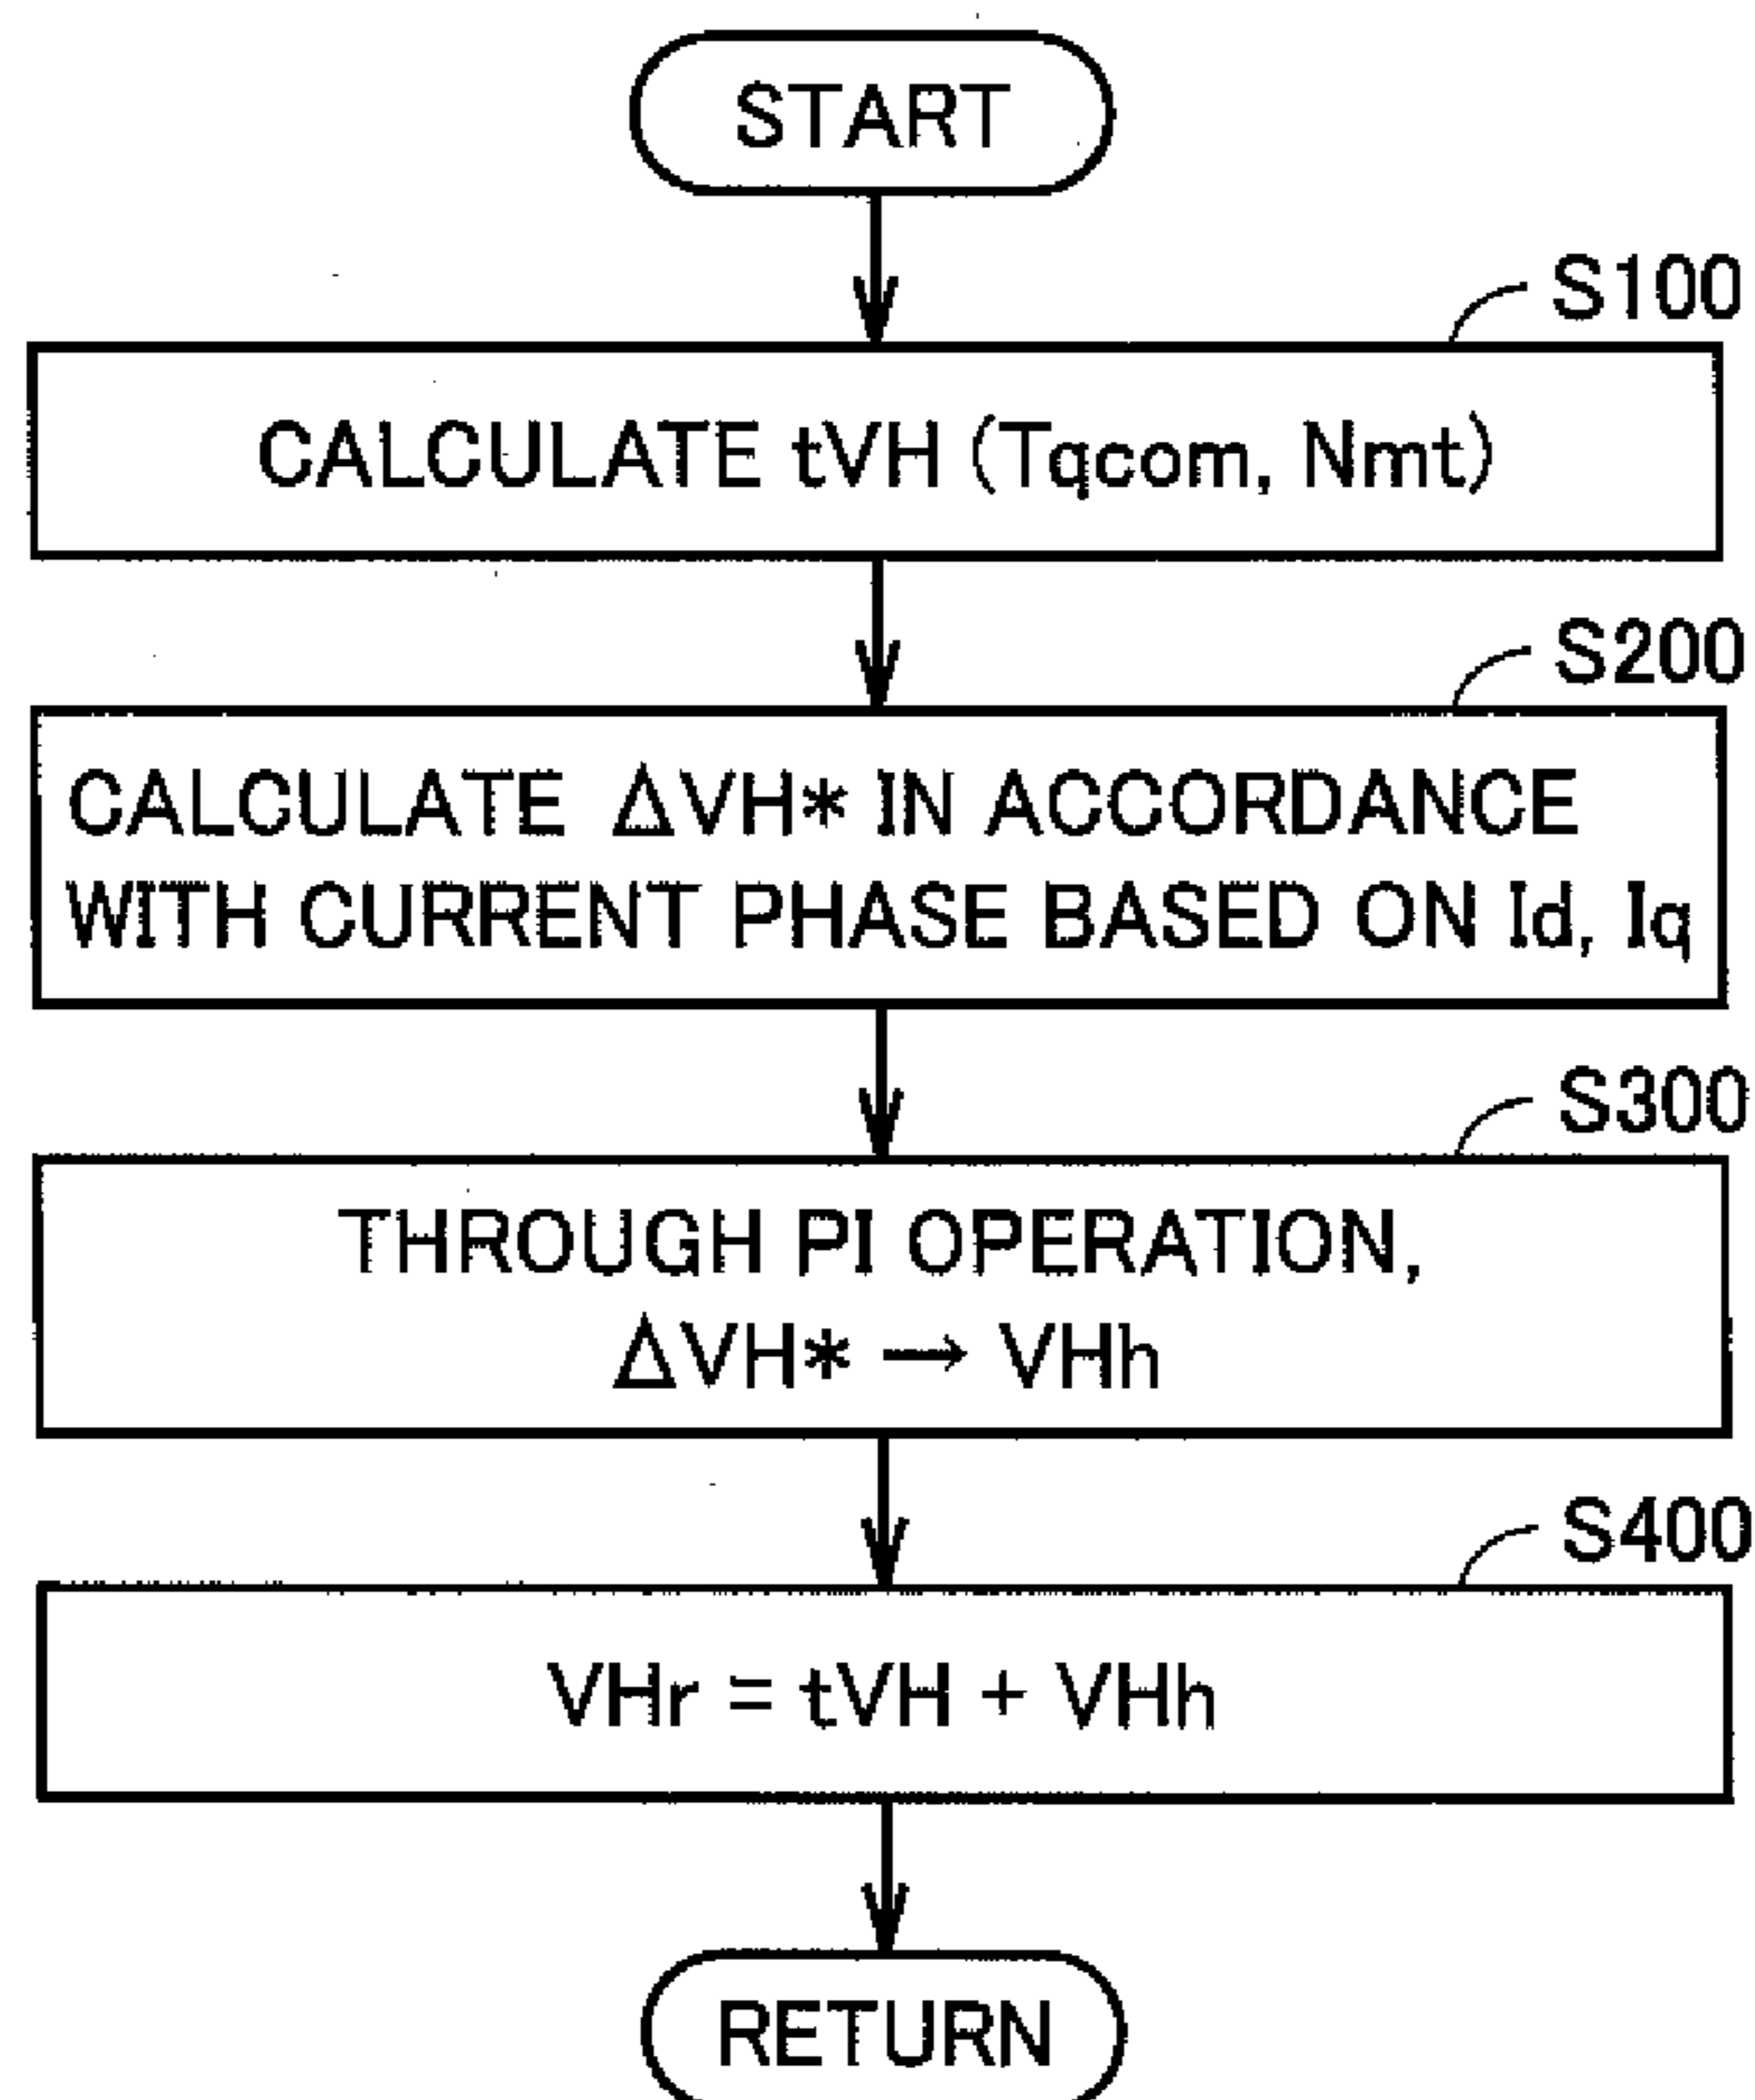 START
S100
CALCULATE tVH (Tqcom, Nmt)
S200
CALCULATE ΔVH* IN ACCORDANCE
WITH CURRENT PHASE BASED ON Id, Iq
S300
THROUGH PI OPERATION,
ΔVH* → VHh
S400
VHr = tVH + VHh
RETURN